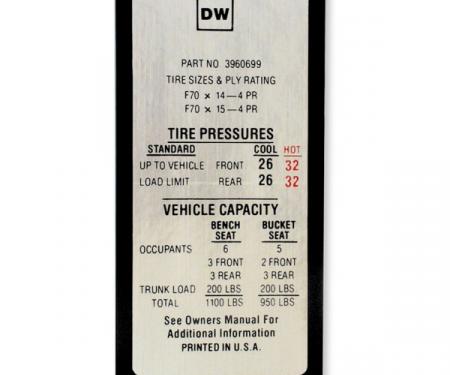 DW
PART NO 3960699
TIRE SIZES & PLY RATING
F70 × 14—4 PR
F70 × 15—4 PR
TIRE PRESSURES
STANDARD COOL HOT
UP TO VEHICLE FRONT 26 32
LOAD LIMIT REAR 26 32
VEHICLE CAPACITY
BENCH BUCKET
SEAT SEAT
OCCUPANTS 6 5
3 FRONT 2 FRONT
3 REAR 3 REAR
TRUNK LOAD 200 LBS 200 LBS
TOTAL 1100 LBS 950 LBS
See Owners Manual For
Additional Information
PRINTED IN U.S.A.